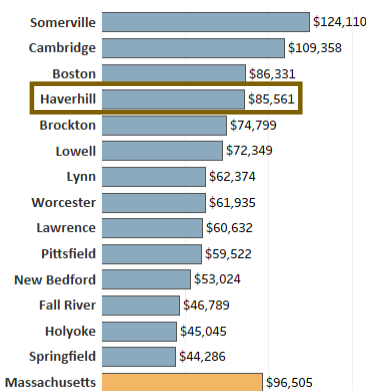 Somerville $124,110
Cambridge $109,358
Boston $86,331
Haverhill $85,561
Brockton $74,799
Lowell $72,349
Lynn $62,374
Worcester $61,935
Lawrence $60,632
Pittsfield $59,522
New Bedford $53,024
Fall River $46,789
Holyoke $45,045
Springfield $44,286
Massachusetts $96,505